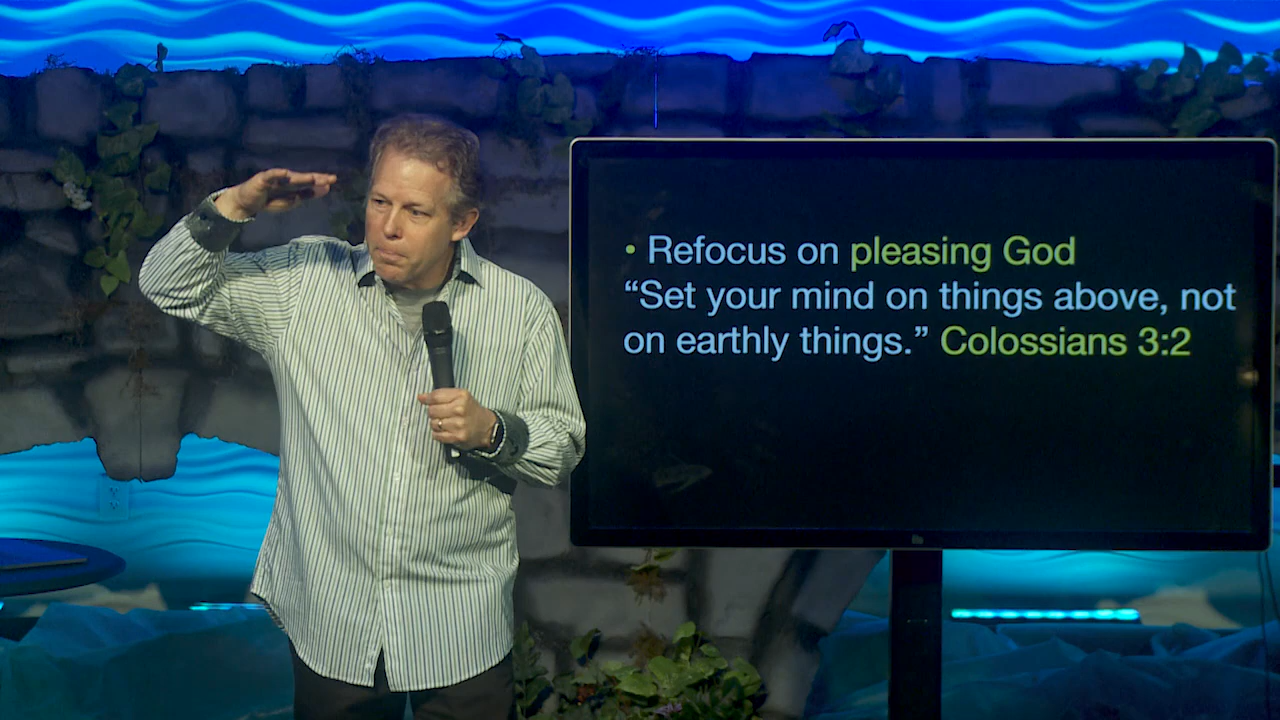 • Refocus on pleasing God
“Set your mind on things above, not
on earthly things.” Colossians 3:2